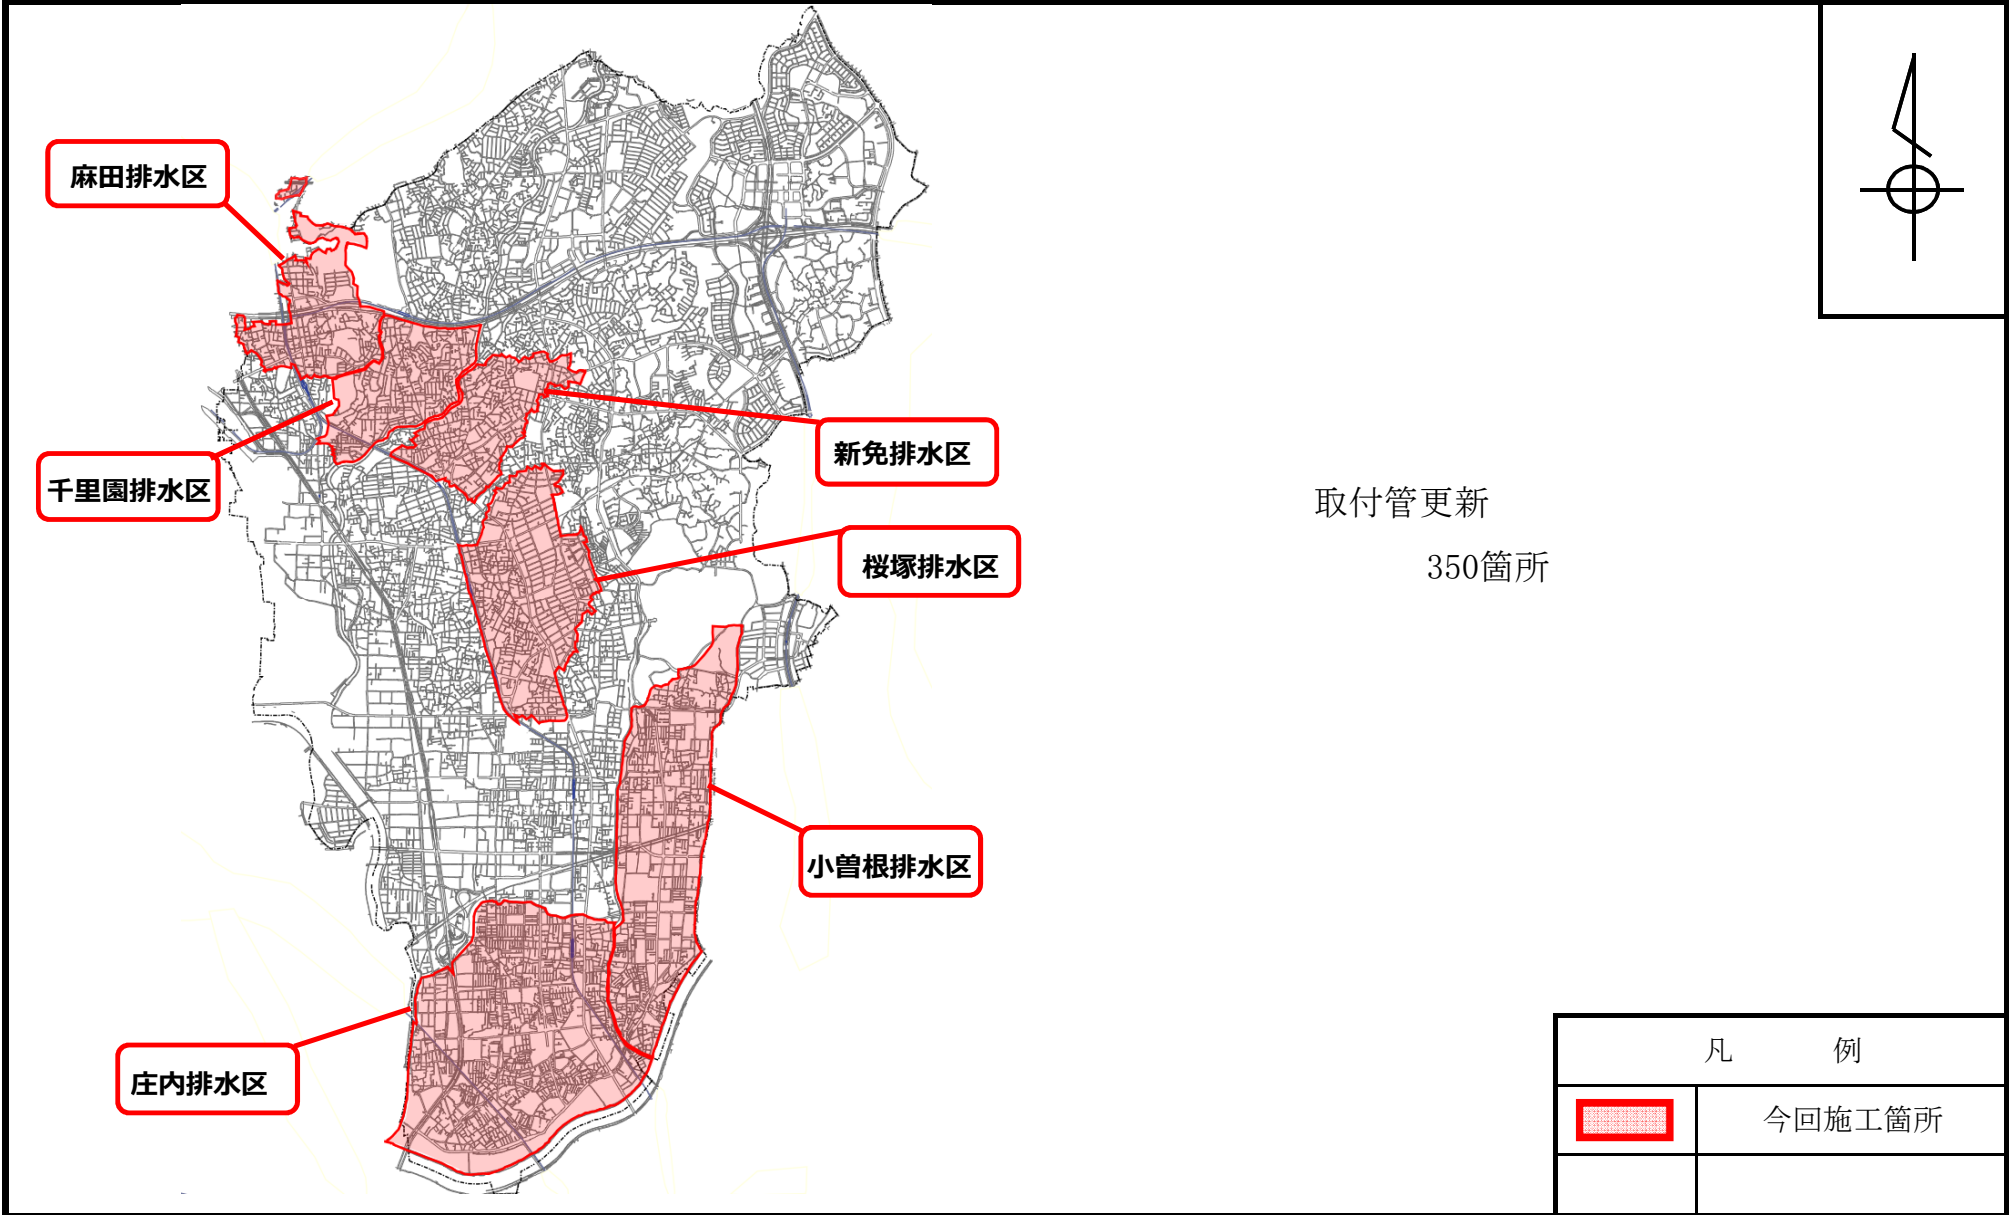 麻田排水区
新免排水区
千里園排水区
取付管更新
350箇所
桜塚排水区
小曽根排水区
庄内排水区
凡 例
今回施工箇所